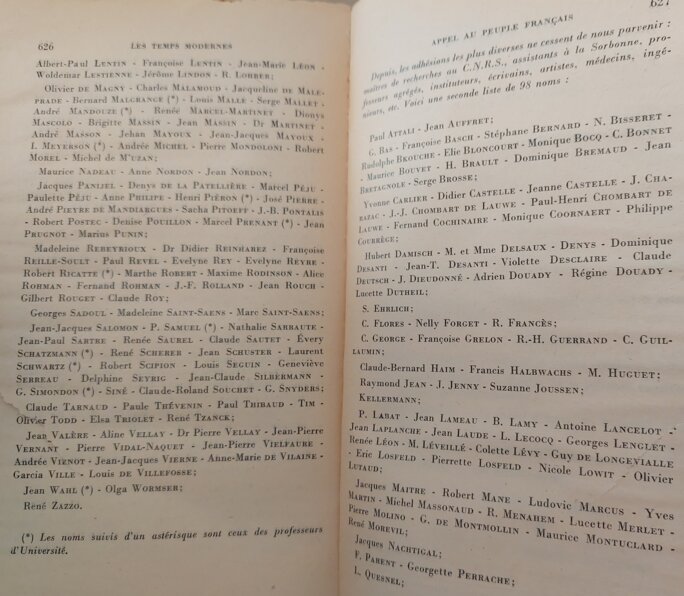 626 LES TEMPS MODERNES
Albert-Paul LENTIN - Françoise LENTIN - Jean-Marie LÉON -
Woldemar LESTIENNE - Jérôme LINDON - R. LOHBER;
Olivier DE MAGNY - Charles MALAMOUD - Jacqueline DE MALE-
PRADE - Bernard MALGRANGE (*) - Louis MALLE - Serge MALLET -
André MANDOUZE (*) - Renée MARCEL-MARTINET - Dionys
MASCOLO - Brigitte MASSIN - Jean MASSIN - Dr MARTINET -
André MASSON - Jehan MAYOUX - Jean-Jacques MAYOUX -
I. MEYERSON (*) - Andrée MICHEL - Pierre MONDOLONI - Robert
MOREL - Michel DE M'UZAN;
Maurice NADEAU - Anne NORDON - Jean NORDON;
Jacques PANIJEL - Denys DE LA PATELLIÈRE - Marcel PÉJU -
Paulette PÉJU - Anne PHILIPE - Henri PIÉRON (*) - José PIERRE -
André PIEYRE DE MANDIARGUES - Sacha PITOEFF - J.-B. PONTALIS
- Robert POSTEC - Denise POUILLON - Marcel PRENANT (*) - Jean
PRUGNOT - Marius PUNIN;
Madeleine REBEYRIOUX - Dr Didier REINHAREZ - Françoise
REILLE-SOULT - Paul REVEL - Evelyne REY - Evelyne REYRE -
Robert RICATTE (*) - Marthe ROBERT - Maxime RODINSON - Alice
ROHMAN - Fernand ROHMAN - J.-F. ROLLAND - Jean ROUCH -
Gilbert ROUGET - Claude ROY;
Georges SADOUL - Madeleine SAINT-SAENS - Marc SAINT-SAENS;
Jean-Jacques SALOMON - P. SAMUEL (*) - Nathalie SARRAUTE -
Jean-Paul SARTRE - Renée SAUREL - Claude SAUTET - Évery
SCHATZMANN (*) - René SCHERER - Jean SCHUSTER - Laurent
SCHWARTZ (*) - Robert SCIPION - Louis SEGUIN - Geneviève
SERREAU - Delphine SEYRIG - Jean-Claude SILBERMANN -
G. SIMONDON (*) - SINÉ - Claude-Roland SOUCHET - G. SNYDERS;
Claude TARNAUD - Paule THÉVENIN - Paul THIBAUD - TIM -
Olivier TODD - Elsa TRIOLET - René TZANCK;
Jean VALÈRE - Aline VELLAY - Dr Pierre VELLAY - Jean-Pierre
VERNANT - Pierre VIDAL-NAQUET - Jean-Pierre VIELFAURE -
Andrée VIENOT - Jean-Jacques VIERNE - Anne-Marie DE VILAINE -
Garcia VILLE - Louis DE VILLEFOSSE;
Jean WAHL (*) - Olga WORMSER;
René ZAZZO.
(*) Les noms suivis d'un astérisque sont ceux des professeurs
d'Université.
APPEL AU PEUPLE FRANÇAIS 627
Depuis, les adhésions les plus diverses ne cessent de nous parvenir :
maîtres de recherches au C.N.R.S., assistants à la Sorbonne, pro-
fesseurs agrégés, instituteurs, écrivains, artistes, médecins, ingé-
nieurs, etc. Voici une seconde liste de 98 noms :
Paul ATTALI - Jean AUFFRET;
G. BAS - Françoise BASCH - Stéphane BERNARD - N. BISSERET -
Rodolphe BROUCHE - Elie BLONCOURT - Monique BOCQ - C. BONNET
- Maurice BOUVET - H. BRAULT - Dominique BREMAUD - Jean
BRETAGNOLE - Serge BROSSE;
Yvonne CARLIER - Didier CASTELLE - Jeanne CASTELLE - J. CHA-
RAZAC - J.-J. CHOMBART DE LAUWE - Paul-Henri CHOMBART DE
LAUWE - Fernand COCHINAIRE - Monique COORNAERT - Philippe
COURRÈGE;
Hubert DAMISCH - M. et Mme DELSAUX - DENYS - Dominique
DESANTI - Jean-T. DESANTI - Violette DESCLAIRE - Claude
DEUTSCH - J. DIEUDONNÉ - Adrien DOUADY - Régine DOUADY -
Lucette DUTHEIL;
S. EHRLICH;
C. FLORES - Nelly FORGET - R. FRANCÈS;
C. GEORGE - Françoise GRELON - R.-H. GUERRAND - C. GUIL-
LAUMIN;
Claude-Bernard HAIM - Francis HALBWACHS - M. HUGUET;
Raymond JEAN - J. JENNY - Suzanne JOUSSEN;
KELLERMANN;
P. LABAT - Jean LAMEAU - B. LAMY - Antoine LANCELOT -
Jean LAPLANCHE - Jean LAUDE - L. LECOCQ - Georges LENGLET -
Renée LÉON - M. LÉVEILLÉ - Colette LÉVY - Guy DE LONGEVIALLE
- Eric LOSFELD - Pierrette LOSFELD - Nicole LOWIT - Olivier
LUTAUD;
Jacques MAITRE - Robert MANE - Ludovic MARCUS - Yves
MARTIN - Michel MASSONAUD - R. MENAHEM - Lucette MERLET -
Pierre MOLINO - G. DE MONTMOLLIN - Maurice MONTUCLARD -
René MOREVIL;
Jacques NACHTIGAL;
F. PARENT - Georgette PERRACHE;
L. QUESNEL;